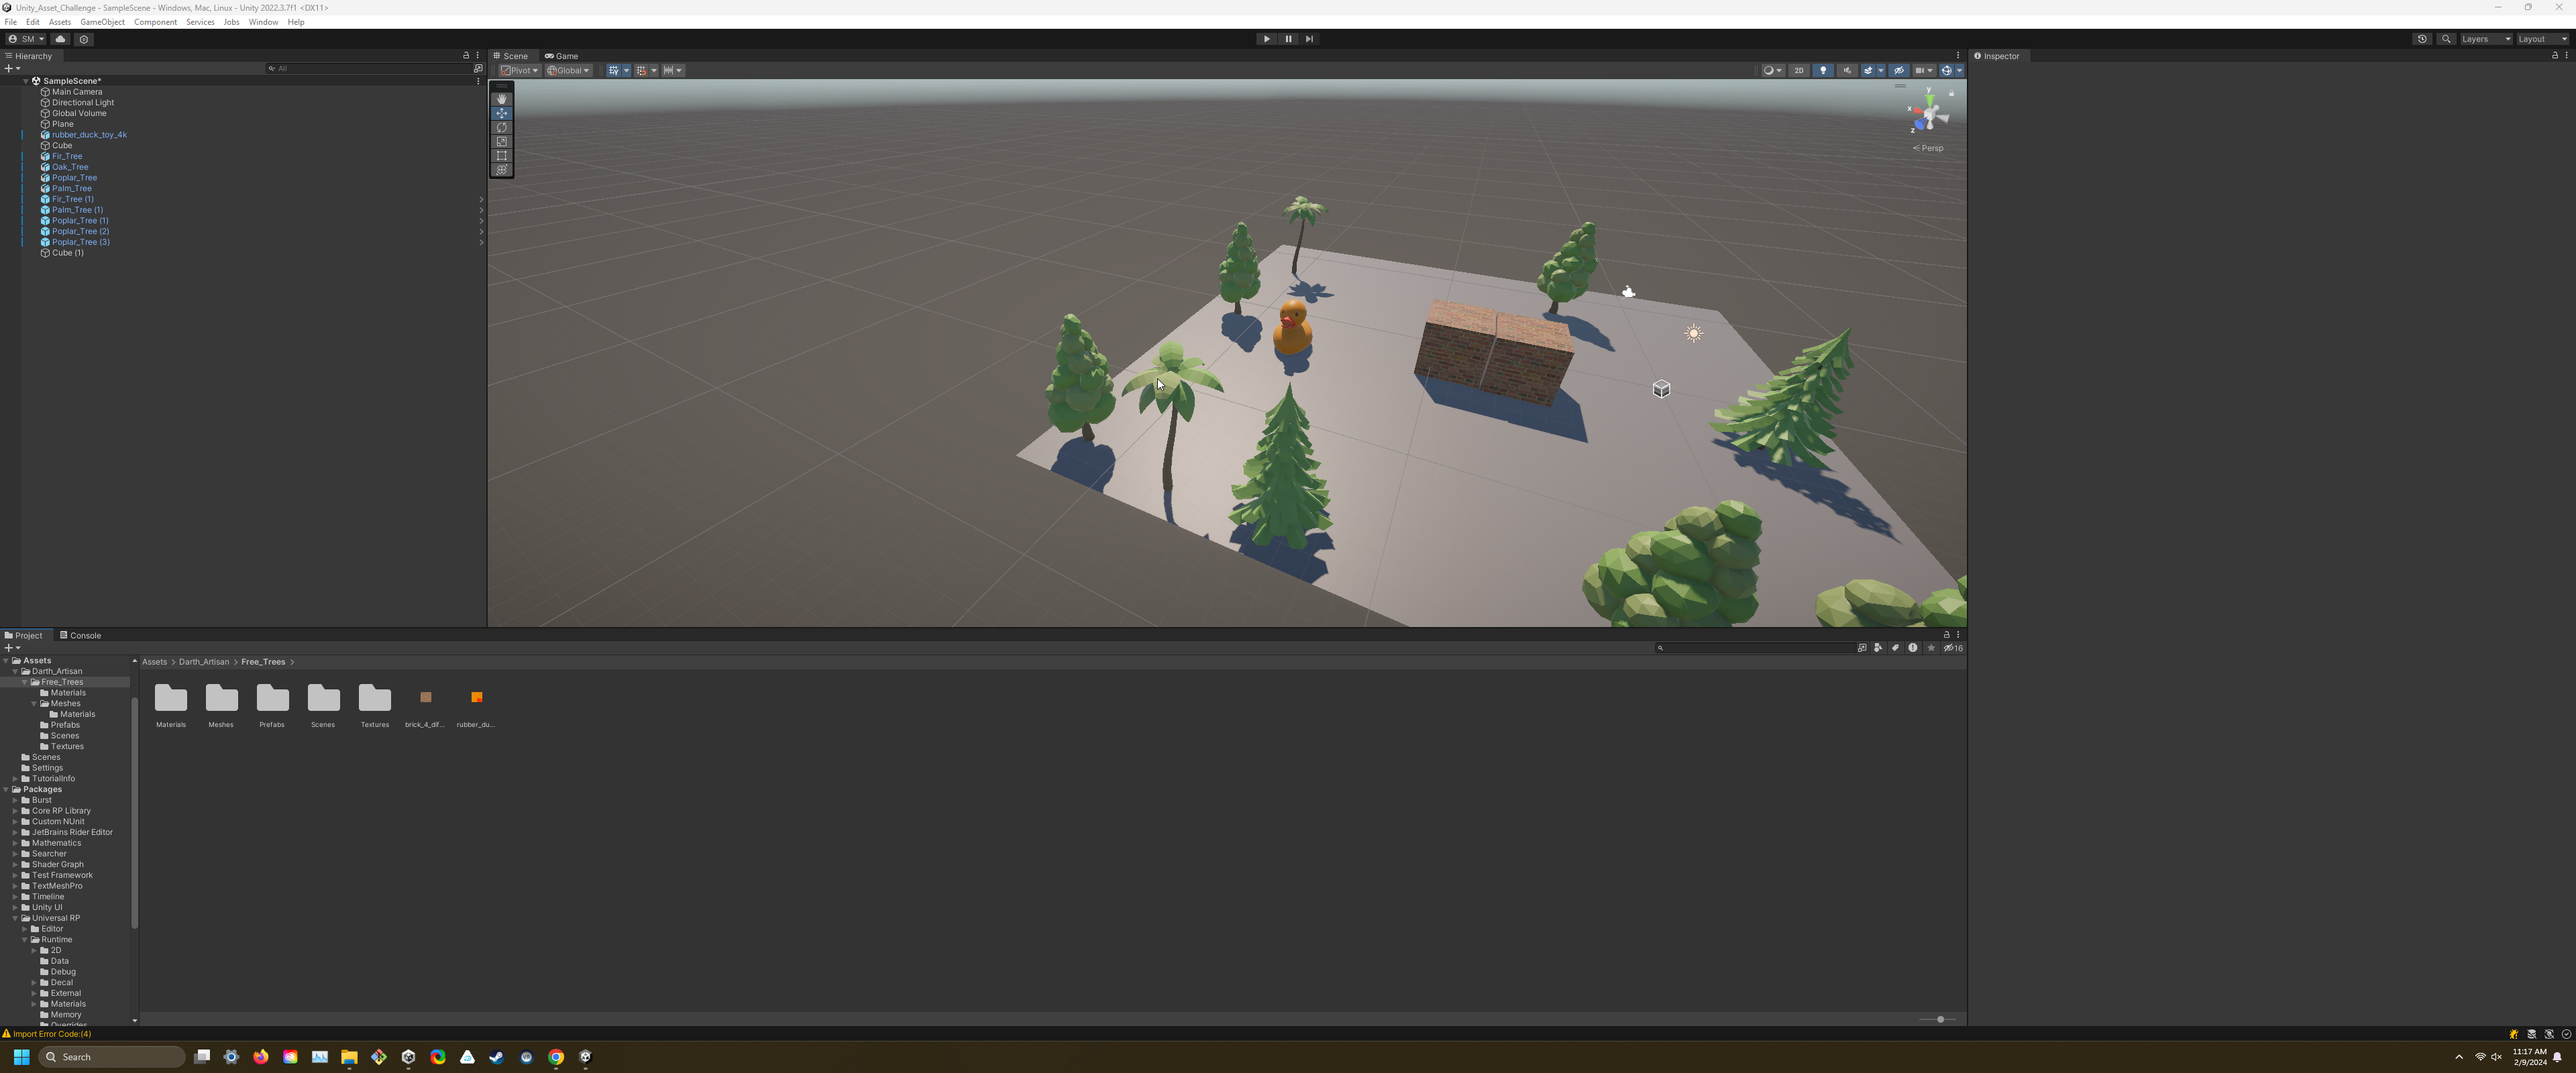 Unity_Asset_Challenge - SampleScene - Windows, Mac, Linux - Unity 2022.3.7f1 <DX11>
File Edit Assets GameObject Component Services Jobs Window Help
SM
Layers Layout
Hierarchy
All
SampleScene*
Main Camera
Directional Light
Global Volume
Plane
rubber_duck_toy_4k
Cube
Fir_Tree
Oak_Tree
Poplar_Tree
Palm_Tree
Fir_Tree (1)
Palm_Tree (1)
Poplar_Tree (1)
Poplar_Tree (2)
Poplar_Tree (3)
Cube (1)
Scene Game
Pivot Global
2D
y
x
z
< Persp
Inspector
Project Console
16
Assets
Darth_Artisan
Free_Trees
Materials
Meshes
Materials
Prefabs
Scenes
Textures
Scenes
Settings
TutorialInfo
Packages
Burst
Core RP Library
Custom NUnit
JetBrains Rider Editor
Mathematics
Searcher
Shader Graph
Test Framework
TextMeshPro
Timeline
Unity UI
Universal RP
Editor
Runtime
2D
Data
Debug
Decal
External
Materials
Memory
Overrides
Assets > Darth_Artisan > Free_Trees >
Materials Meshes Prefabs Scenes Textures brick_4_dif... rubber_du...
Import Error Code:(4)
Search
11:17 AM
2/9/2024